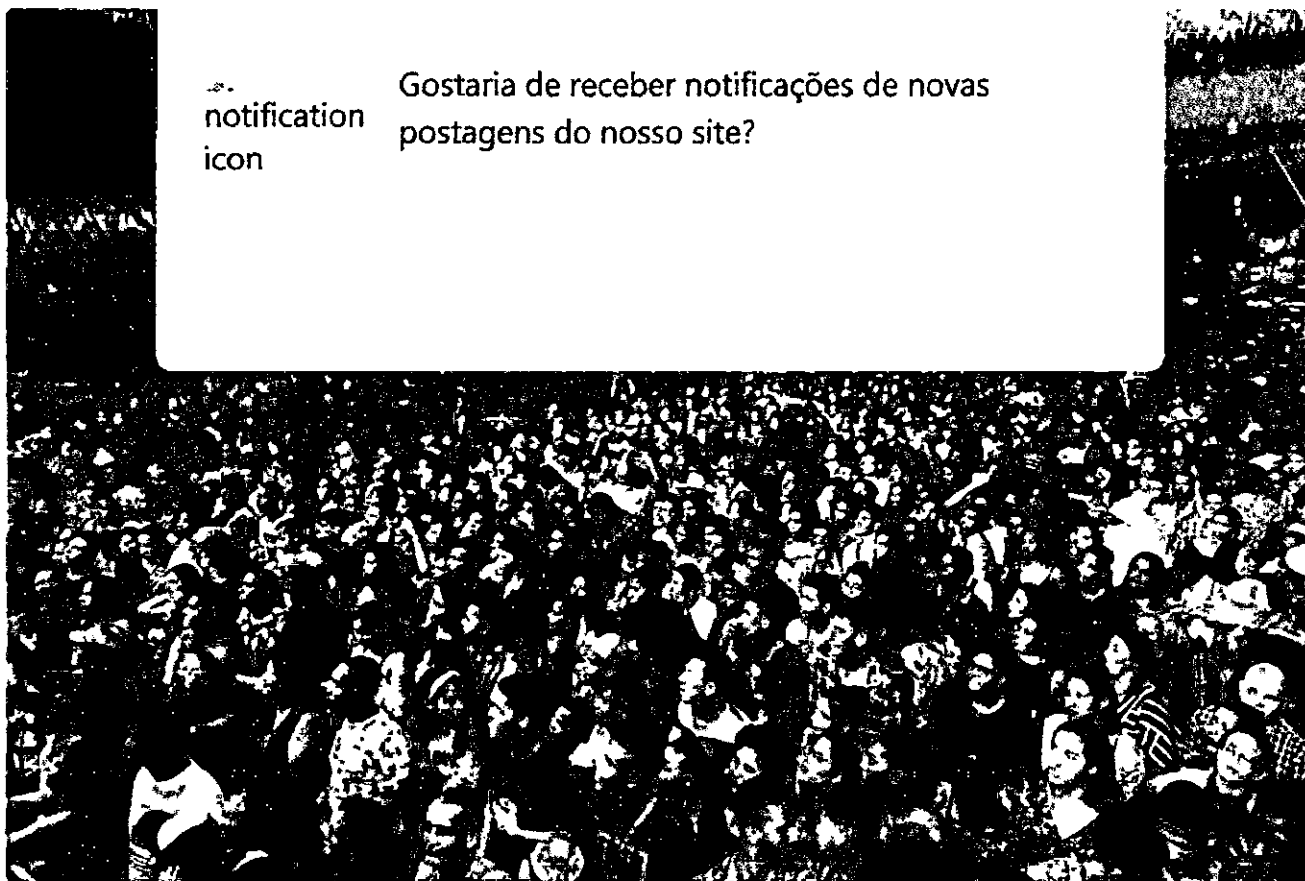 notification
icon
Gostaria de receber notificações de novas
postagens do nosso site?